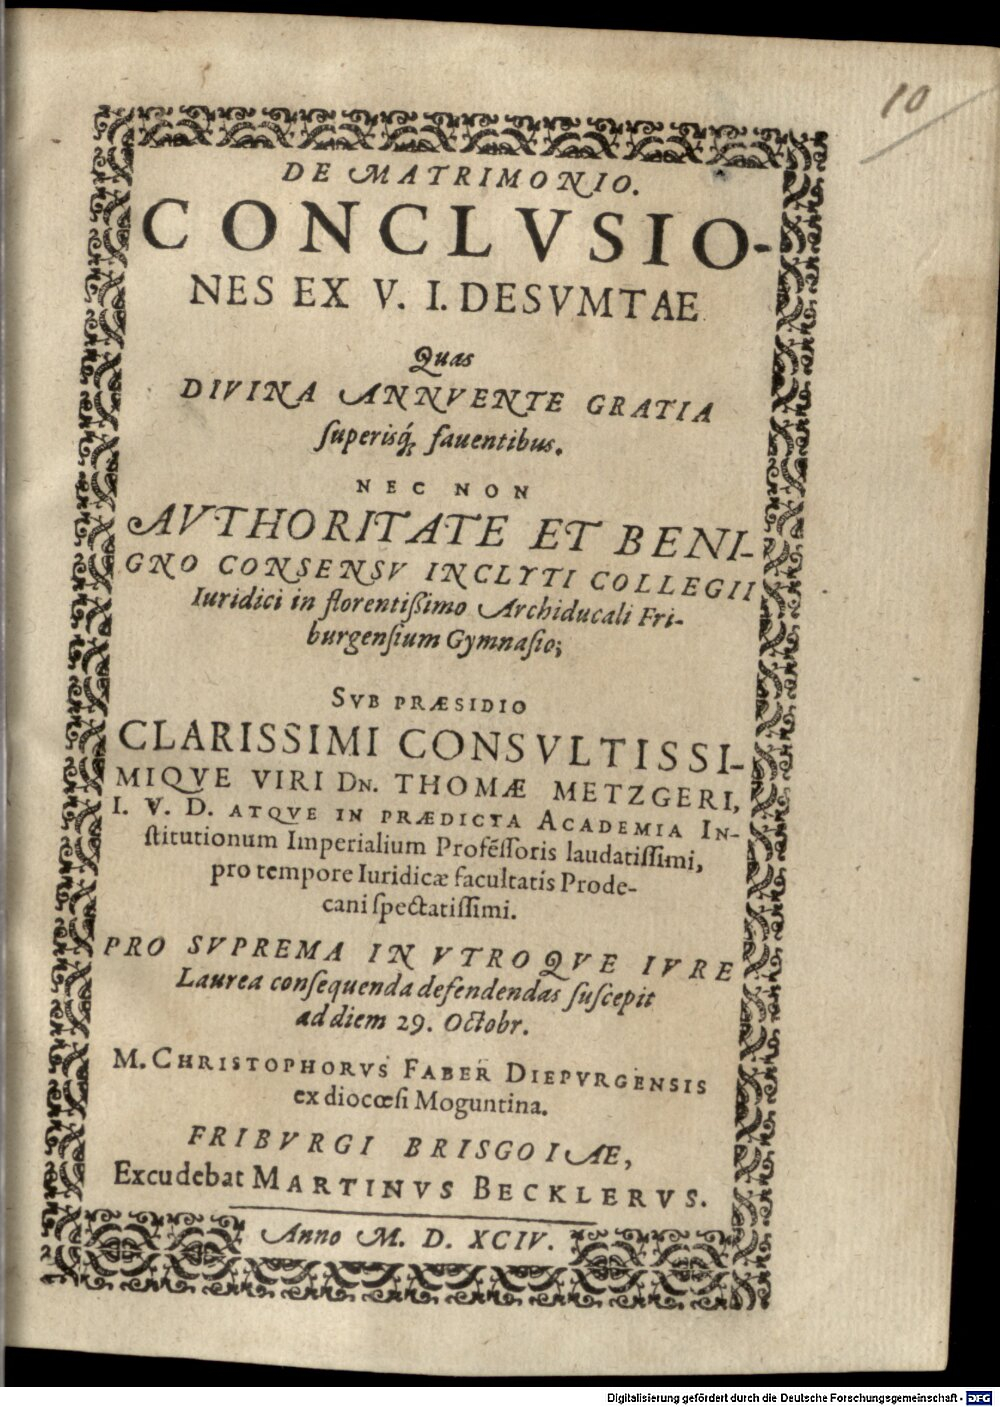 10
DE MATRIMONIO.
CONCLVSIO-
NES EX V. I. DESVMTAE
Quas
DIVINA ANNVENTE GRATIA
ſuperisq́; fauentibus.
NEC NON
AVTHORITATE ET BENI-
GNO CONSENSV INCLYTI COLLEGII
Iuridici in florentiſsimo Archiducali Fri-
burgenſium Gymnaſio;
SVB PRÆSIDIO
CLARISSIMI CONSVLTISSI-
MIQVE VIRI DN. THOMÆ METZGERI,
I. V. D. ATQVE IN PRÆDICTA ACADEMIA IN-
ſtitutionum Imperialium Profeſſoris laudatiſſimi,
pro tempore Iuridicæ facultatis Prode-
cani ſpectatiſſimi.
PRO SVPREMA IN VTROQVE IVRE
Laurea conſequenda defendendas ſuſcepit
ad diem 29. Octobr.
M. CHRISTOPHORVS FABER DIEPVRGENSIS
ex diocœſi Moguntina.
FRIBVRGI BRISGOIAE,
Excudebat MARTINVS BECKLERVS.
Anno M. D. XCIV.
Digitalisierung gefördert durch die Deutsche Forschungsgemeinschaft - DFG